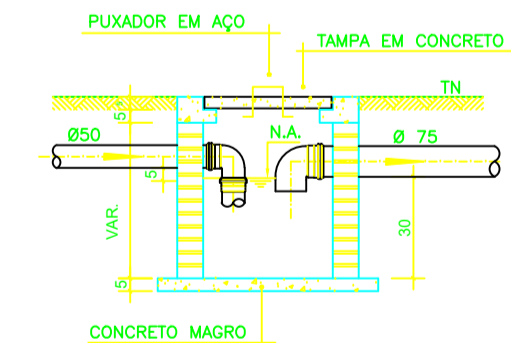 PUXADOR EM AÇO
TAMPA EM CONCRETO
TN
5
Ø50
N.A.
Ø 75
5
VAR.
30
5
CONCRETO MAGRO